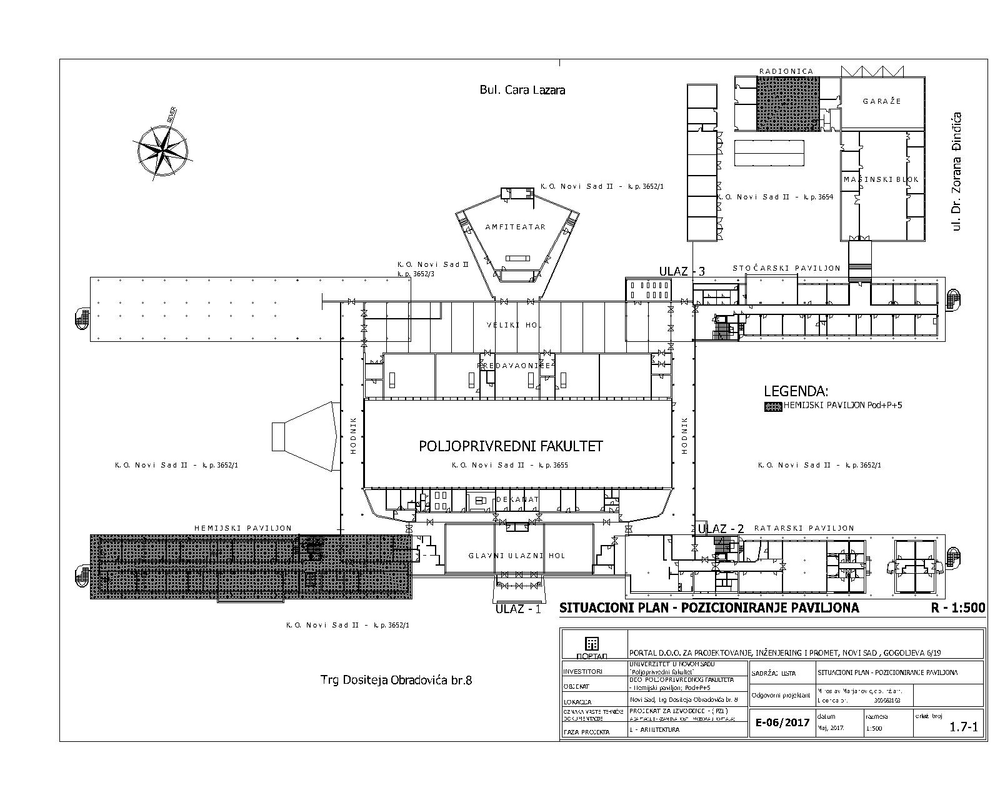 RADIONICA
Bul. Cara Lazara
GARAŽE
SEVER
ul. Dr. Zorana Đinđića
MAŠINSKI BLOK
K.O. Novi Sad II - k.p.3652/1
K.O. Novi Sad II - k.p.3654
AMFITEATAR
K.O. Novi Sad II
k.p.3652/3
ULAZ - 3
STOČARSKI PAVILJON
VELIKI HOL
PREDAVAONICE
LEGENDA:
HEMIJSKI PAVILJON Pod+P+5
HODNIK
HODNIK
POLJOPRIVREDNI FAKULTET
K.O. Novi Sad II - k.p.3652/1
K.O. Novi Sad II - k.p.3655
K.O. Novi Sad II - k.p.3652/1
DEKANAT
HEMIJSKI PAVILJON
ULAZ - 2
RATARSKI PAVILJON
GLAVNI ULAZNI HOL
ULAZ - 1
SITUACIONI PLAN - POZICIONIRANJE PAVILJONA R - 1:500
K.O. Novi Sad II - k.p.3652/1
ПОРТАЛ
PORTAL D.O.O. ZA PROJEKTOVANJE, INŽENJERING I PROMET, NOVI SAD , GOGOLJEVA 6/19
Trg Dositeja Obradovića br.8
INVESTITORI
UNIVERZITET U NOVOM SADU
"Poljoprivredni fakultet"
SADRŽAJ LISTA
SITUACIONI PLAN - POZICIONIRANJE PAVILJONA
OBJEKAT
DEO POLJOPRIVREDNOG FAKULTETA
- Hemijski paviljon; Pod+P+5
Odgovorni projektant
LOKACIJA
Novi Sad, Trg Dositeja Obradovića br. 8
OZNAKA VRSTE TEHNIČKE
DOKUMENTACIJE
PROJEKAT ZA IZVOĐENJE - ( PZI )
FAZA PROJEKTA
1 - ARHITEKTURA
E-06/2017
datum
Maj, 2017.
razmera
1:500
crtež broj
1.7-1